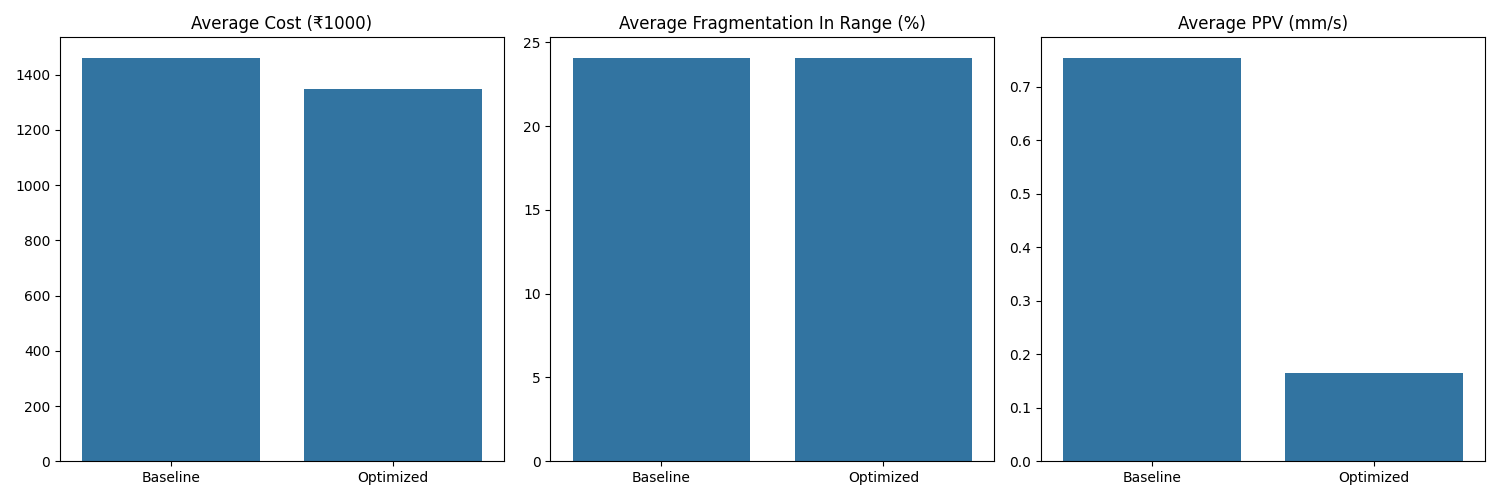 Average Cost (₹1000)
1400
1200
1000
800
600
400
200
0
Baseline
Optimized
Average Fragmentation In Range (%)
25
20
15
10
5
0
Baseline
Optimized
Average PPV (mm/s)
0.7
0.6
0.5
0.4
0.3
0.2
0.1
0.0
Baseline
Optimized